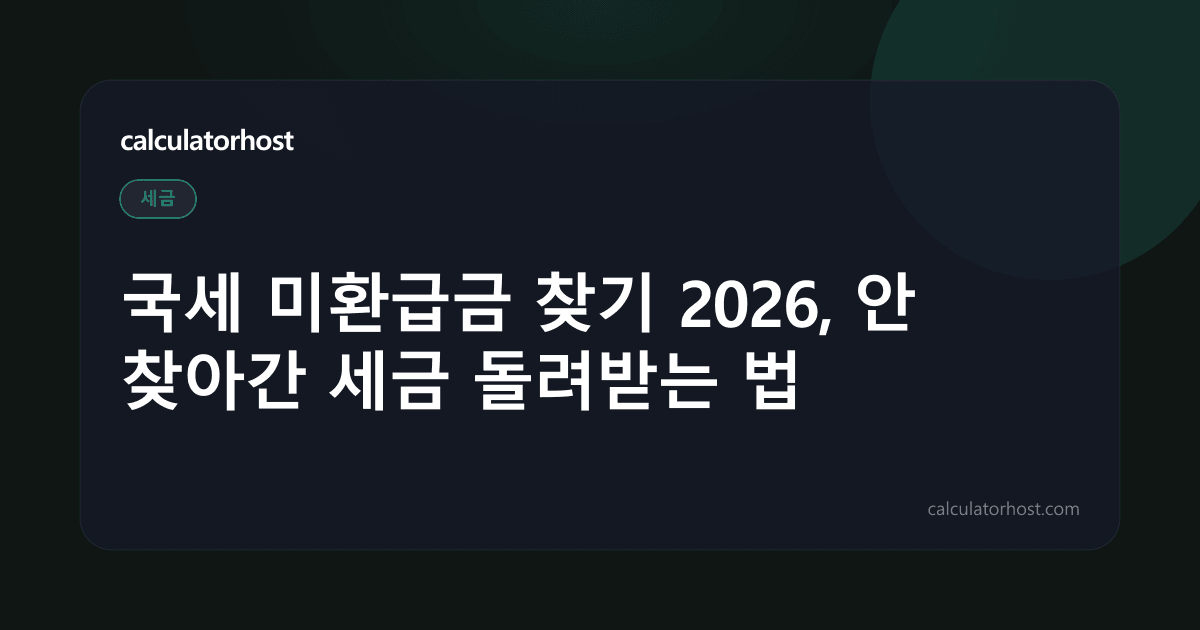 calculatorhost
세금
국세 미환급금 찾기 2026, 안
찾아간 세금 돌려받는 법
calculatorhost.com